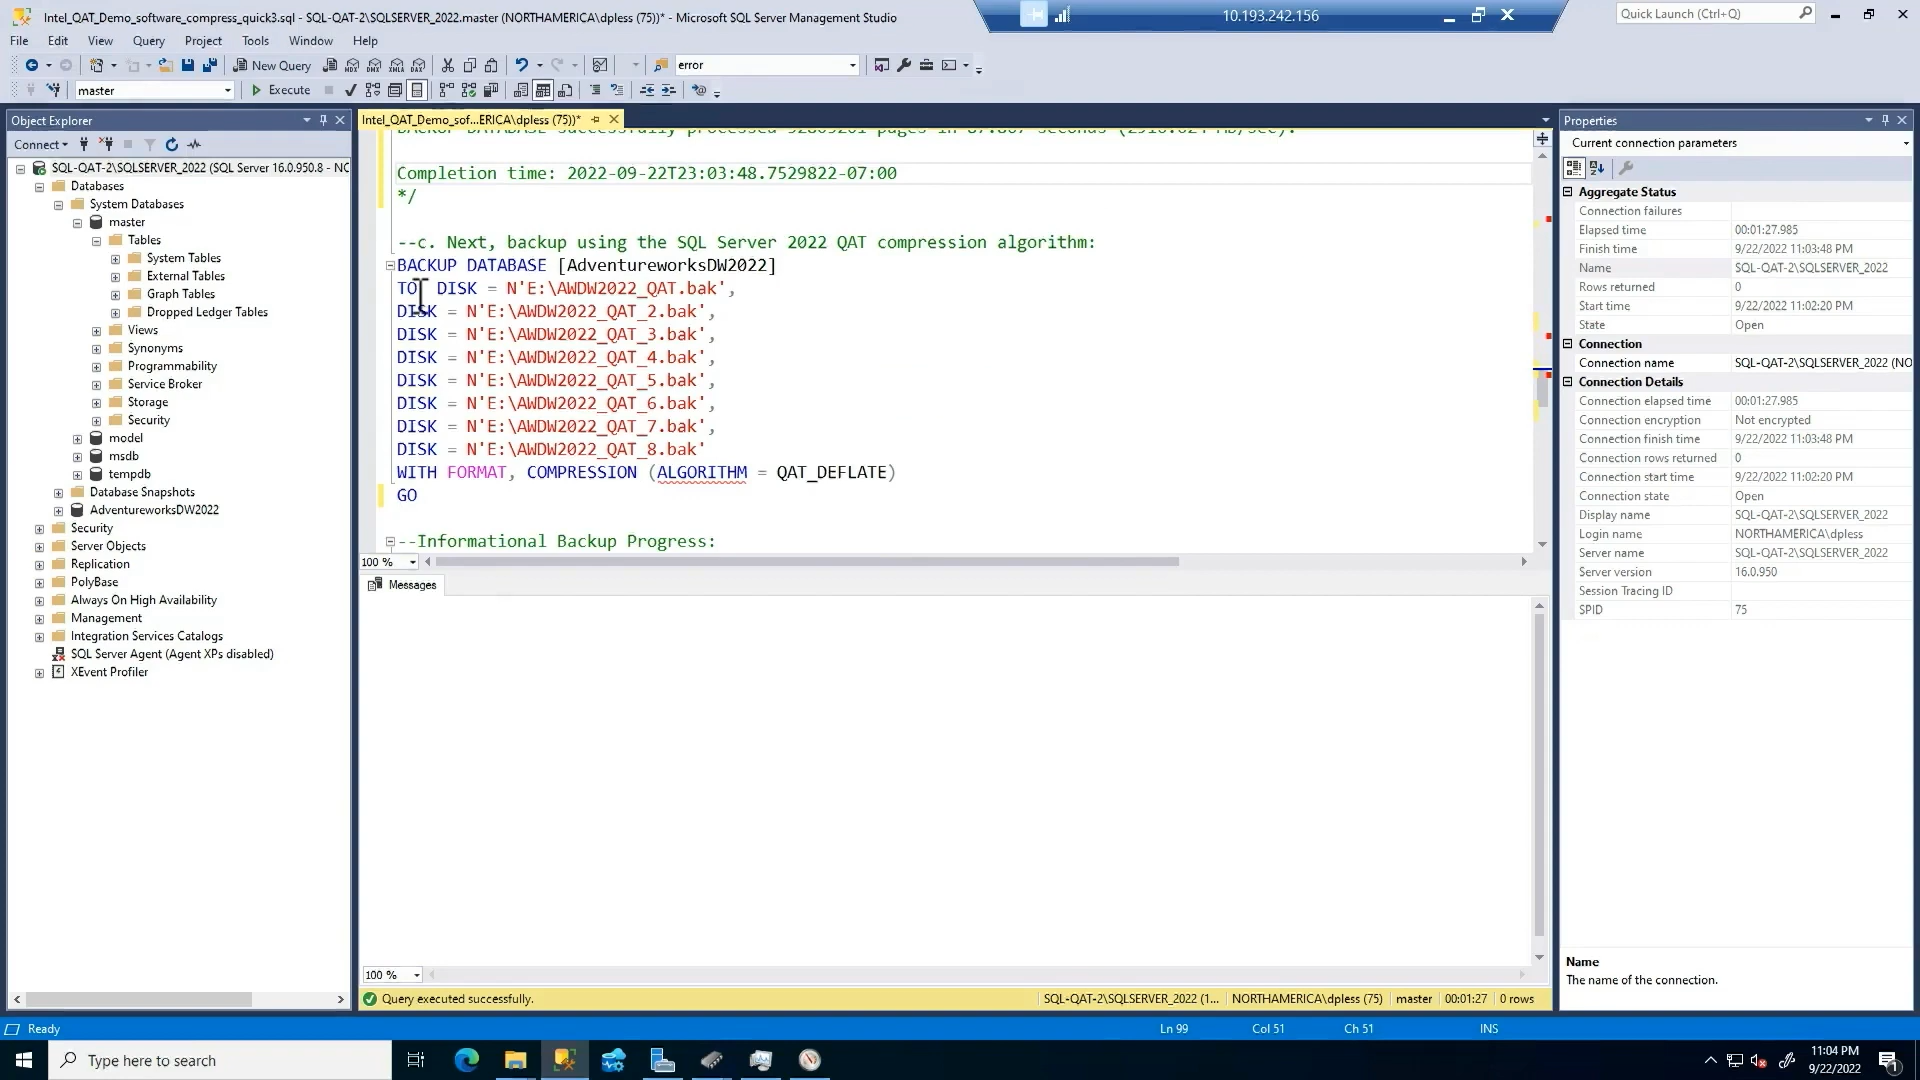 Intel_QAT_Demo_software_compress_quick3.sql - SQL-QAT-2\SQLSERVER_2022.master (NORTHAMERICA\dpless (75))* - Microsoft SQL Server Management Studio
10.193.242.156
Quick Launch (Ctrl+Q)
File Edit View Query Project Tools Window Help
New Query
MDX DMX XMLA DAX
error
master
Execute
Object Explorer
Connect
SQL-QAT-2\SQLSERVER_2022 (SQL Server 16.0.950.8 - NC
Databases
System Databases
master
Tables
System Tables
External Tables
Graph Tables
Dropped Ledger Tables
Views
Synonyms
Programmability
Service Broker
Storage
Security
model
msdb
tempdb
Database Snapshots
AdventureworksDW2022
Security
Server Objects
Replication
PolyBase
Always On High Availability
Management
Integration Services Catalogs
SQL Server Agent (Agent XPs disabled)
XEvent Profiler
Intel_QAT_Demo_sof...ERICA\dpless (75))*
BACKUP DATABASE successfully processed pages in seconds
Completion time: 2022-09-22T23:03:48.7529822-07:00
*/
--c. Next, backup using the SQL Server 2022 QAT compression algorithm:
BACKUP DATABASE [AdventureworksDW2022]
TO DISK = N'E:\AWDW2022_QAT.bak',
DISK = N'E:\AWDW2022_QAT_2.bak',
DISK = N'E:\AWDW2022_QAT_3.bak',
DISK = N'E:\AWDW2022_QAT_4.bak',
DISK = N'E:\AWDW2022_QAT_5.bak',
DISK = N'E:\AWDW2022_QAT_6.bak',
DISK = N'E:\AWDW2022_QAT_7.bak',
DISK = N'E:\AWDW2022_QAT_8.bak'
WITH FORMAT, COMPRESSION (ALGORITHM = QAT_DEFLATE)
GO
--Informational Backup Progress:
100 %
Messages
100 %
Query executed successfully.
SQL-QAT-2\SQLSERVER_2022 (1... NORTHAMERICA\dpless (75) master 00:01:27 0 rows
Properties
Current connection parameters
Aggregate Status
Connection failures
Elapsed time 00:01:27.985
Finish time 9/22/2022 11:03:48 PM
Name SQL-QAT-2\SQLSERVER_2022
Rows returned 0
Start time 9/22/2022 11:02:20 PM
State Open
Connection
Connection name SQL-QAT-2\SQLSERVER_2022 (NO
Connection Details
Connection elapsed time 00:01:27.985
Connection encryption Not encrypted
Connection finish time 9/22/2022 11:03:48 PM
Connection rows returned 0
Connection start time 9/22/2022 11:02:20 PM
Connection state Open
Display name SQL-QAT-2\SQLSERVER_2022
Login name NORTHAMERICA\dpless
Server name SQL-QAT-2\SQLSERVER_2022
Server version 16.0.950
Session Tracing ID
SPID 75
Name
The name of the connection.
Ready
Ln 99 Col 51 Ch 51 INS
Type here to search
11:04 PM
9/22/2022
1